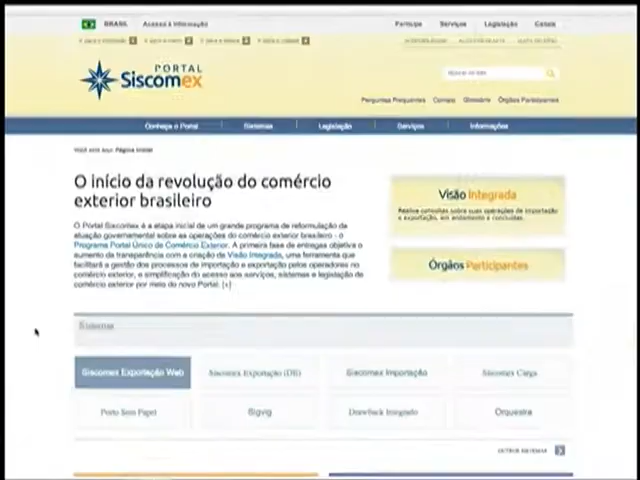 BRASIL Acesso à informação Participe Serviços Legislação Canais
PORTAL
Siscomex
Buscar no site
Perguntas Frequentes Contato Glossário Órgãos Participantes
Conheça o Portal Sistemas Legislação Serviços Informações
Você está aqui: Página Inicial
O início da revolução do comércio
exterior brasileiro
O Portal Siscomex é a etapa inicial de um grande programa de reformulação da
atuação governamental sobre as operações do comércio exterior brasileiro - o
Programa Portal Único de Comércio Exterior. A primeira fase de entregas objetiva o
aumento da transparência com a criação da Visão Integrada, uma ferramenta que
facilitará a gestão dos processos de importação e exportação pelos operadores no
comércio exterior, e simplificação do acesso aos serviços, sistemas e legislação de
comércio exterior por meio do novo Portal. [+]
Visão Integrada
Realize consultas sobre suas operações de importação
e exportação, em andamento e concluídas.
Órgãos Participantes
Sistemas
Siscomex Exportação Web Siscomex Exportação (DE) Siscomex Importação Siscomex Carga
Porto Sem Papel Sigvig Drawback Integrado Orquestra
OUTROS SISTEMAS